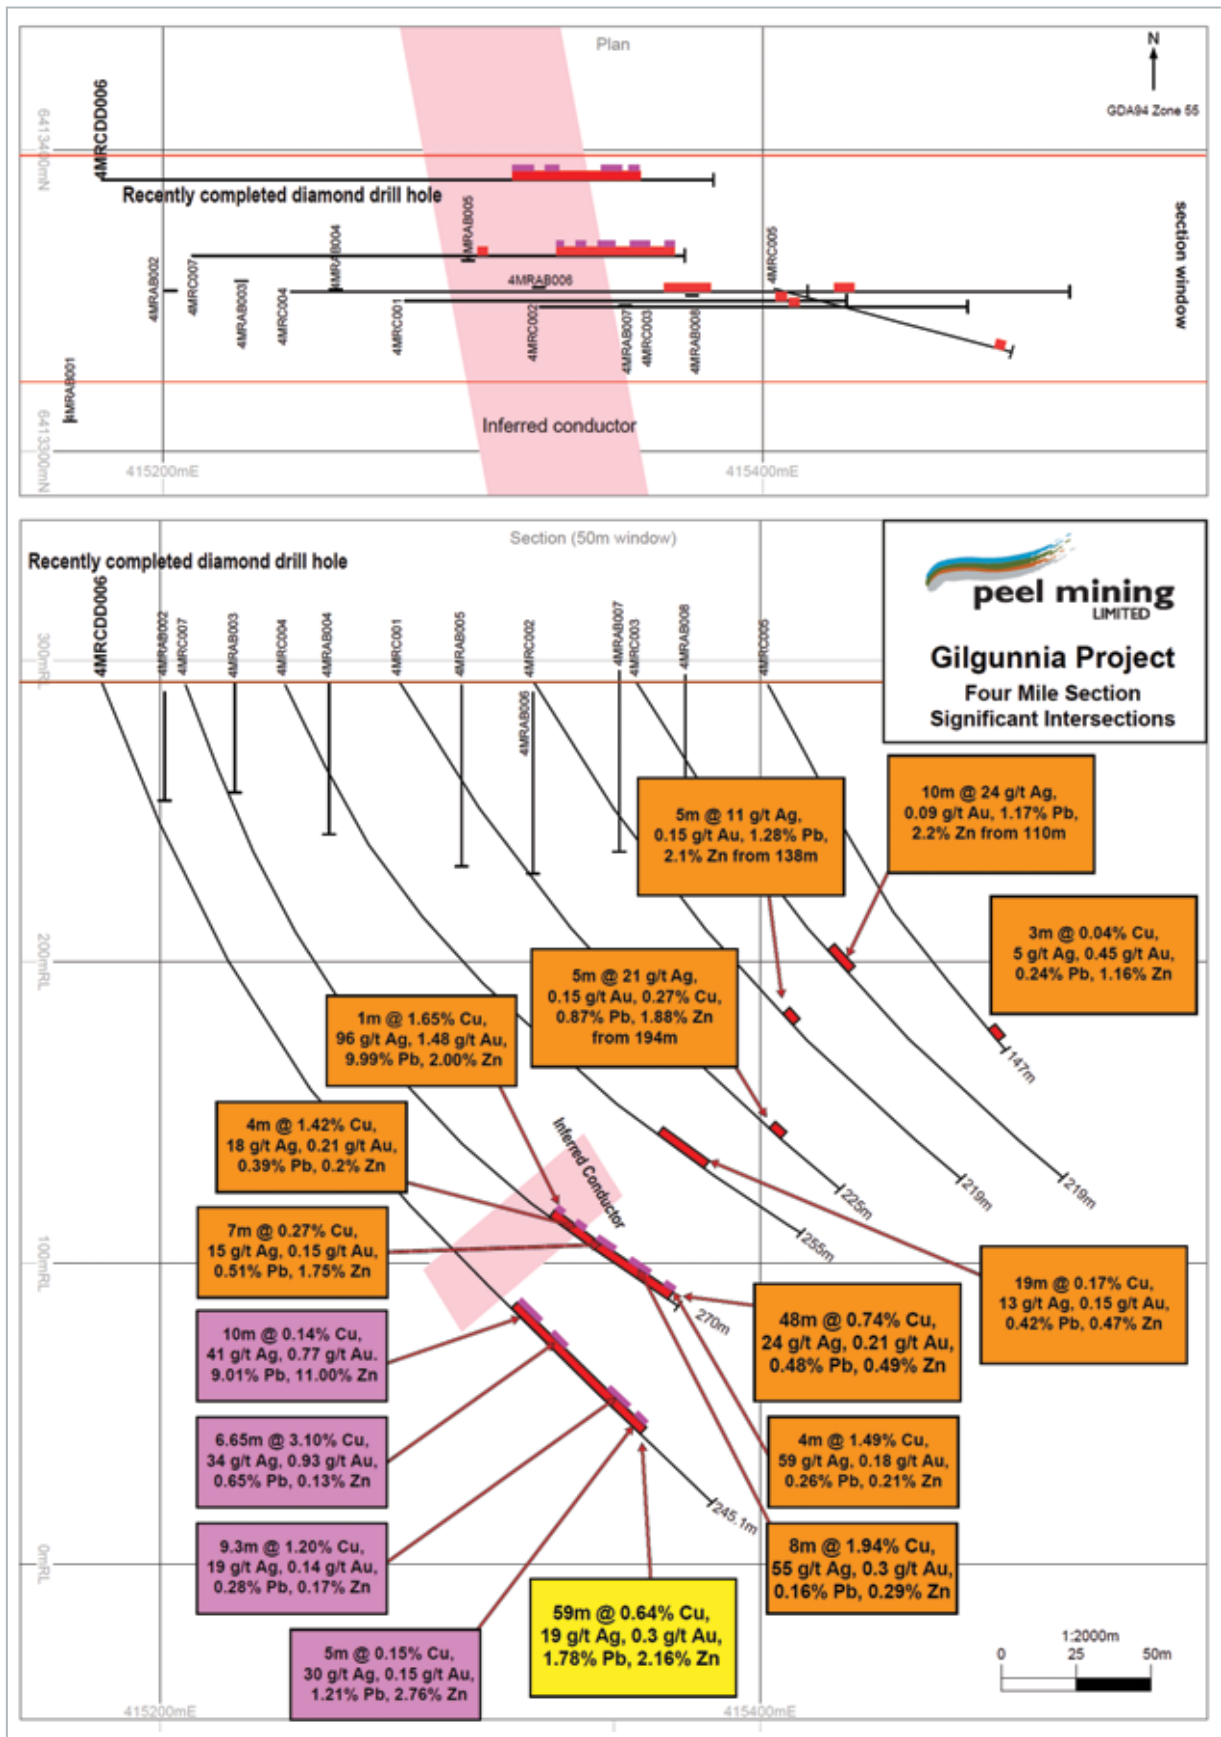 Plan
N
GDA94 Zone 55
6413400mN
4MRCDD006
Recently completed diamond drill hole
4MRAB002
4MRC007
4MRAB003
4MRC004
4MRAB004
4MRC001
MRAB005
4MRAB006
4MRC002
4MRAB007
4MRC003
4MRAB008
4MRC005
section window
4MRAB001
Inferred conductor
6413300mN
415200mE
415400mE
Section (50m window)
Recently completed diamond drill hole
peel mining
LIMITED
Gilgunnia Project
Four Mile Section
Significant Intersections
300mRL
4MRCDD006
4MRAB002
4MRC007
4MRAB003
4MRC004
4MRAB004
4MRC001
4MRAB005
4MRC002
4MRAB006
4MRAB007
4MRC003
4MRAB008
4MRC005
5m @ 11 g/t Ag,
0.15 g/t Au, 1.28% Pb,
2.1% Zn from 138m
10m @ 24 g/t Ag,
0.09 g/t Au, 1.17% Pb,
2.2% Zn from 110m
3m @ 0.04% Cu,
5 g/t Ag, 0.45 g/t Au,
0.24% Pb, 1.16% Zn
200mRL
5m @ 21 g/t Ag,
0.15 g/t Au, 0.27% Cu,
0.87% Pb, 1.88% Zn
from 194m
1m @ 1.65% Cu,
96 g/t Ag, 1.48 g/t Au,
9.99% Pb, 2.00% Zn
147m
4m @ 1.42% Cu,
18 g/t Ag, 0.21 g/t Au,
0.39% Pb, 0.2% Zn
Inferred Conductor
225m
219m
219m
255m
7m @ 0.27% Cu,
15 g/t Ag, 0.15 g/t Au,
0.51% Pb, 1.75% Zn
100mRL
19m @ 0.17% Cu,
13 g/t Ag, 0.15 g/t Au,
0.42% Pb, 0.47% Zn
270m
48m @ 0.74% Cu,
24 g/t Ag, 0.21 g/t Au,
0.48% Pb, 0.49% Zn
10m @ 0.14% Cu,
41 g/t Ag, 0.77 g/t Au.
9.01% Pb, 11.00% Zn
6.65m @ 3.10% Cu,
34 g/t Ag, 0.93 g/t Au,
0.65% Pb, 0.13% Zn
4m @ 1.49% Cu,
59 g/t Ag, 0.18 g/t Au,
0.26% Pb, 0.21% Zn
245.1m
9.3m @ 1.20% Cu,
19 g/t Ag, 0.14 g/t Au,
0.28% Pb, 0.17% Zn
8m @ 1.94% Cu,
55 g/t Ag, 0.3 g/t Au,
0.16% Pb, 0.29% Zn
0mRL
59m @ 0.64% Cu,
19 g/t Ag, 0.3 g/t Au,
1.78% Pb, 2.16% Zn
5m @ 0.15% Cu,
30 g/t Ag, 0.15 g/t Au,
1.21% Pb, 2.76% Zn
1:2000m
0 25 50m
415200mE
415400mE